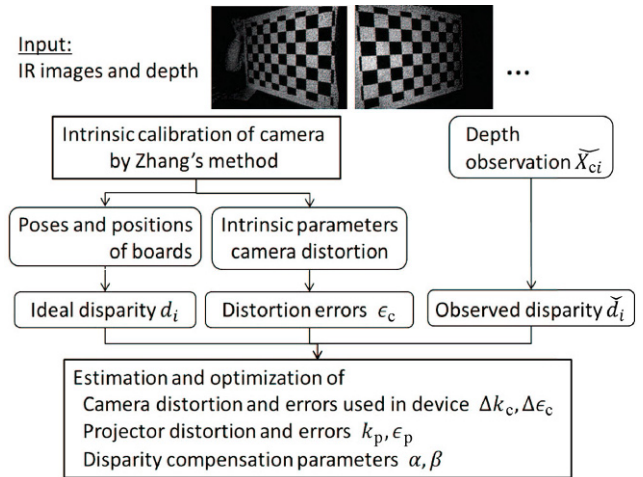 Input:
IR images and depth
...
Intrinsic calibration of camera
by Zhang's method
Depth
observation X̆ci
Poses and positions
of boards
Intrinsic parameters
camera distortion
Ideal disparity dᵢ
Distortion errors ϵc
Observed disparity d̆ᵢ
Estimation and optimization of
Camera distortion and errors used in device Δkc, Δϵc
Projector distortion and errors kp, ϵp
Disparity compensation parameters α, β